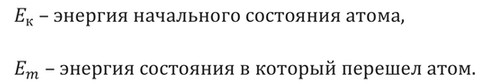 Eк – энергия начального состояния атома,
Em – энергия состояния в который перешел атом.